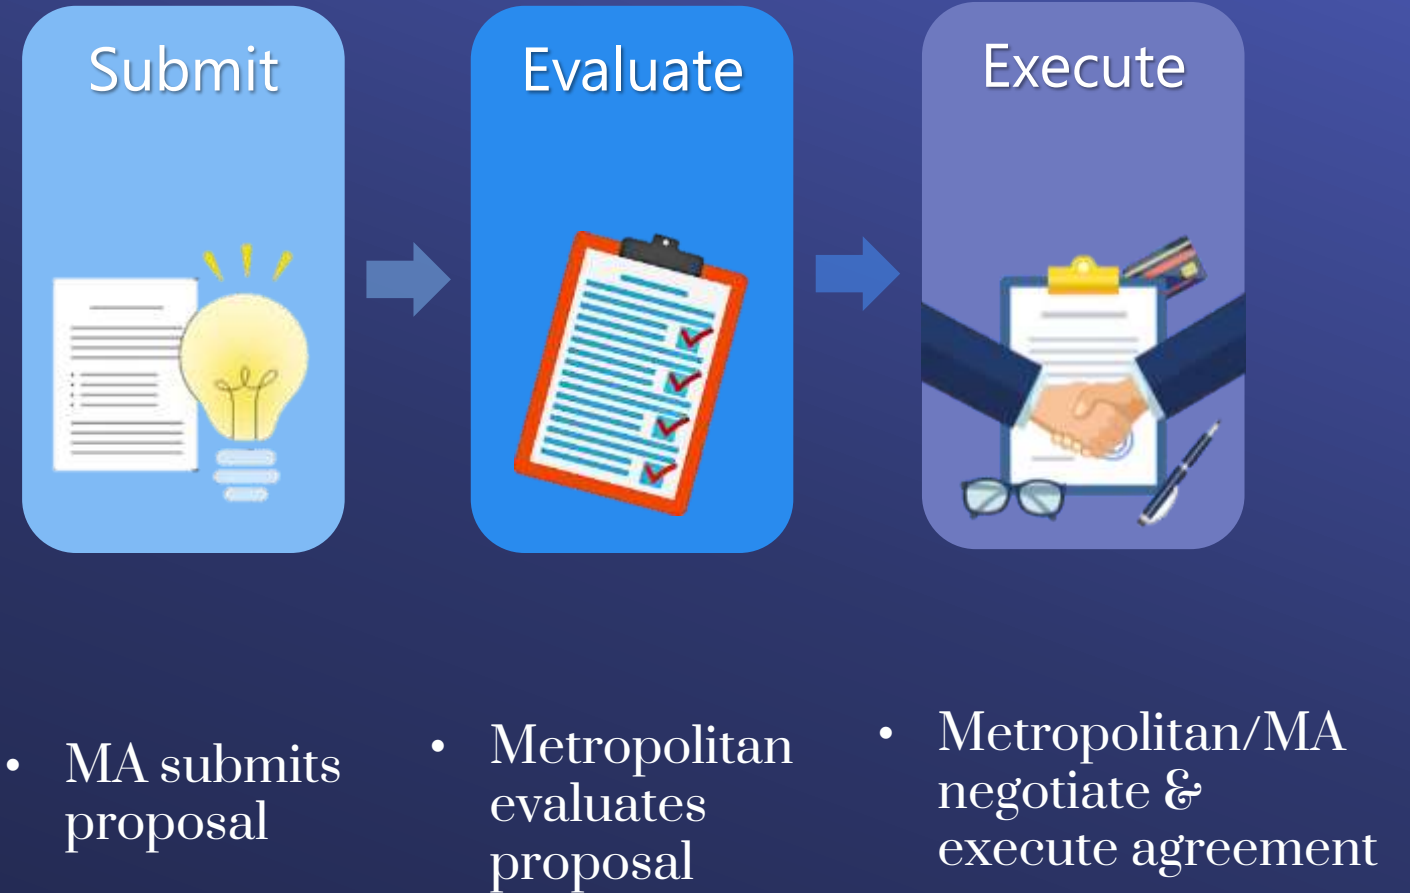 Submit
Evaluate
Execute
• MA submits
proposal
• Metropolitan
evaluates
proposal
• Metropolitan/MA
negotiate &
execute agreement